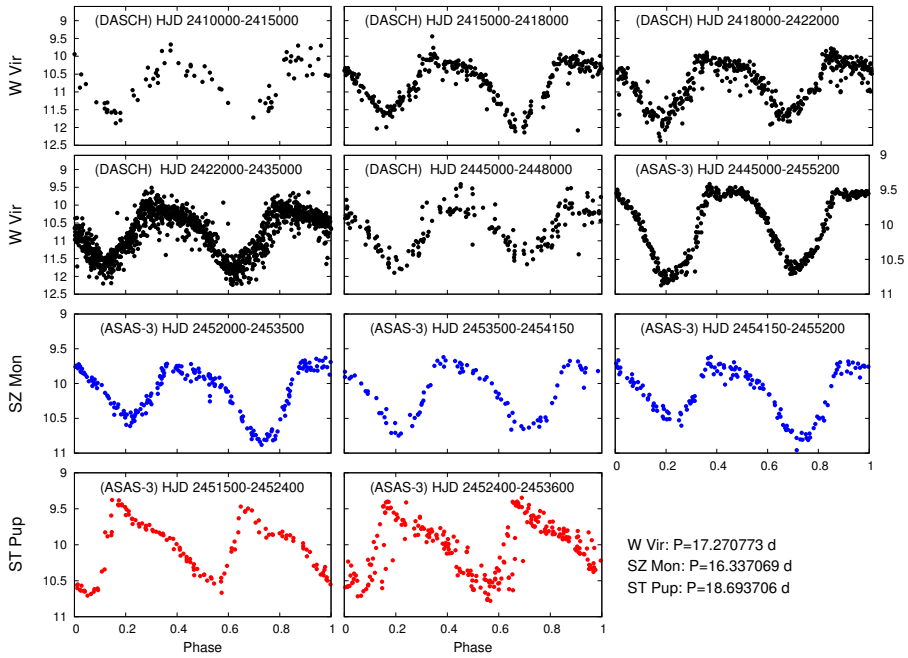 (DASCH) HJD 2410000-2415000
(DASCH) HJD 2415000-2418000
(DASCH) HJD 2418000-2422000
W Vir
9.5
10.0
10.5
11.0
11.5
12.0
12.5
(DASCH) HJD 2422000-2435000
(DASCH) HJD 2445000-2448000
(ASAS-3) HJD 2445000-2455200
W Vir
9.5
10.0
10.5
11.0
11.5
12.0
12.5
9
9.5
10
10.5
11
(ASAS-3) HJD 2452000-2453500
(ASAS-3) HJD 2453500-2454150
(ASAS-3) HJD 2454150-2455200
SZ Mon
9
9.5
10
10.5
11
0 0.2 0.4 0.6 0.8 1
(ASAS-3) HJD 2451500-2452400
(ASAS-3) HJD 2452400-2453600
ST Pup
9
9.5
10
10.5
11
0 0.2 0.4 0.6 0.8 1
0 0.2 0.4 0.6 0.8 1
Phase
Phase
W Vir: P=17.270773 d
SZ Mon: P=16.337069 d
ST Pup: P=18.693706 d